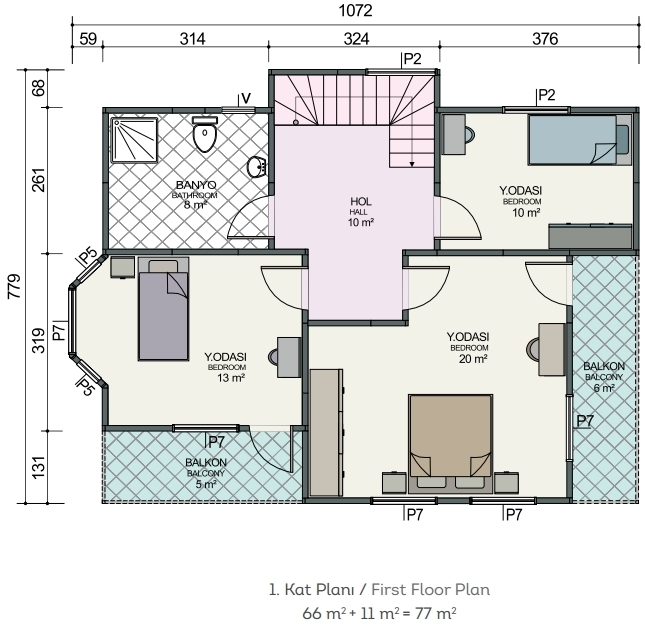 1072
59
314
324
376
P2
68
V
P2
261
BANYO
BATHROOM
8 m²
HOL
HALL
10 m²
Y.ODASI
BEDROOM
10 m²
779
P5
P7
319
P5
Y.ODASI
BEDROOM
13 m²
Y.ODASI
BEDROOM
20 m²
BALKON
BALCONY
6 m²
P7
P7
131
BALKON
BALCONY
5 m²
P7
P7
1. Kat Planı / First Floor Plan
66 m² + 11 m² = 77 m²